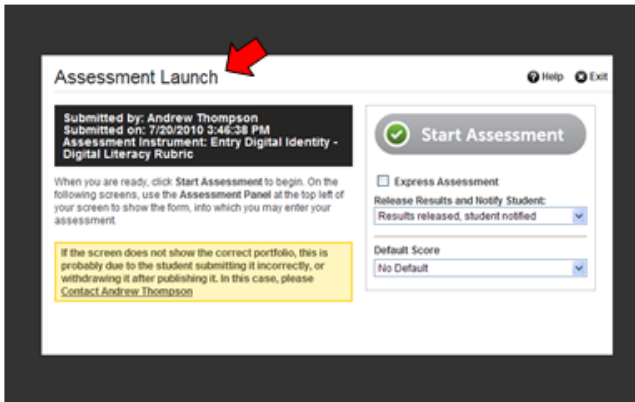 Assessment Launch
Help Exit
Submitted by: Andrew Thompson
Submitted on: 7/20/2010 3:46:38 PM
Assessment Instrument: Entry Digital Identity -
Digital Literacy Rubric
When you are ready, click Start Assessment to begin. On the
following screens, use the Assessment Panel at the top left of
your screen to show the form, into which you may enter your
assessment.
If the screen does not show the correct portfolio, this is
probably due to the student submitting it incorrectly, or
withdrawing it after publishing it. In this case, please
Contact Andrew Thompson
Start Assessment
Express Assessment
Release Results and Notify Student:
Results released, student notified
Default Score
No Default